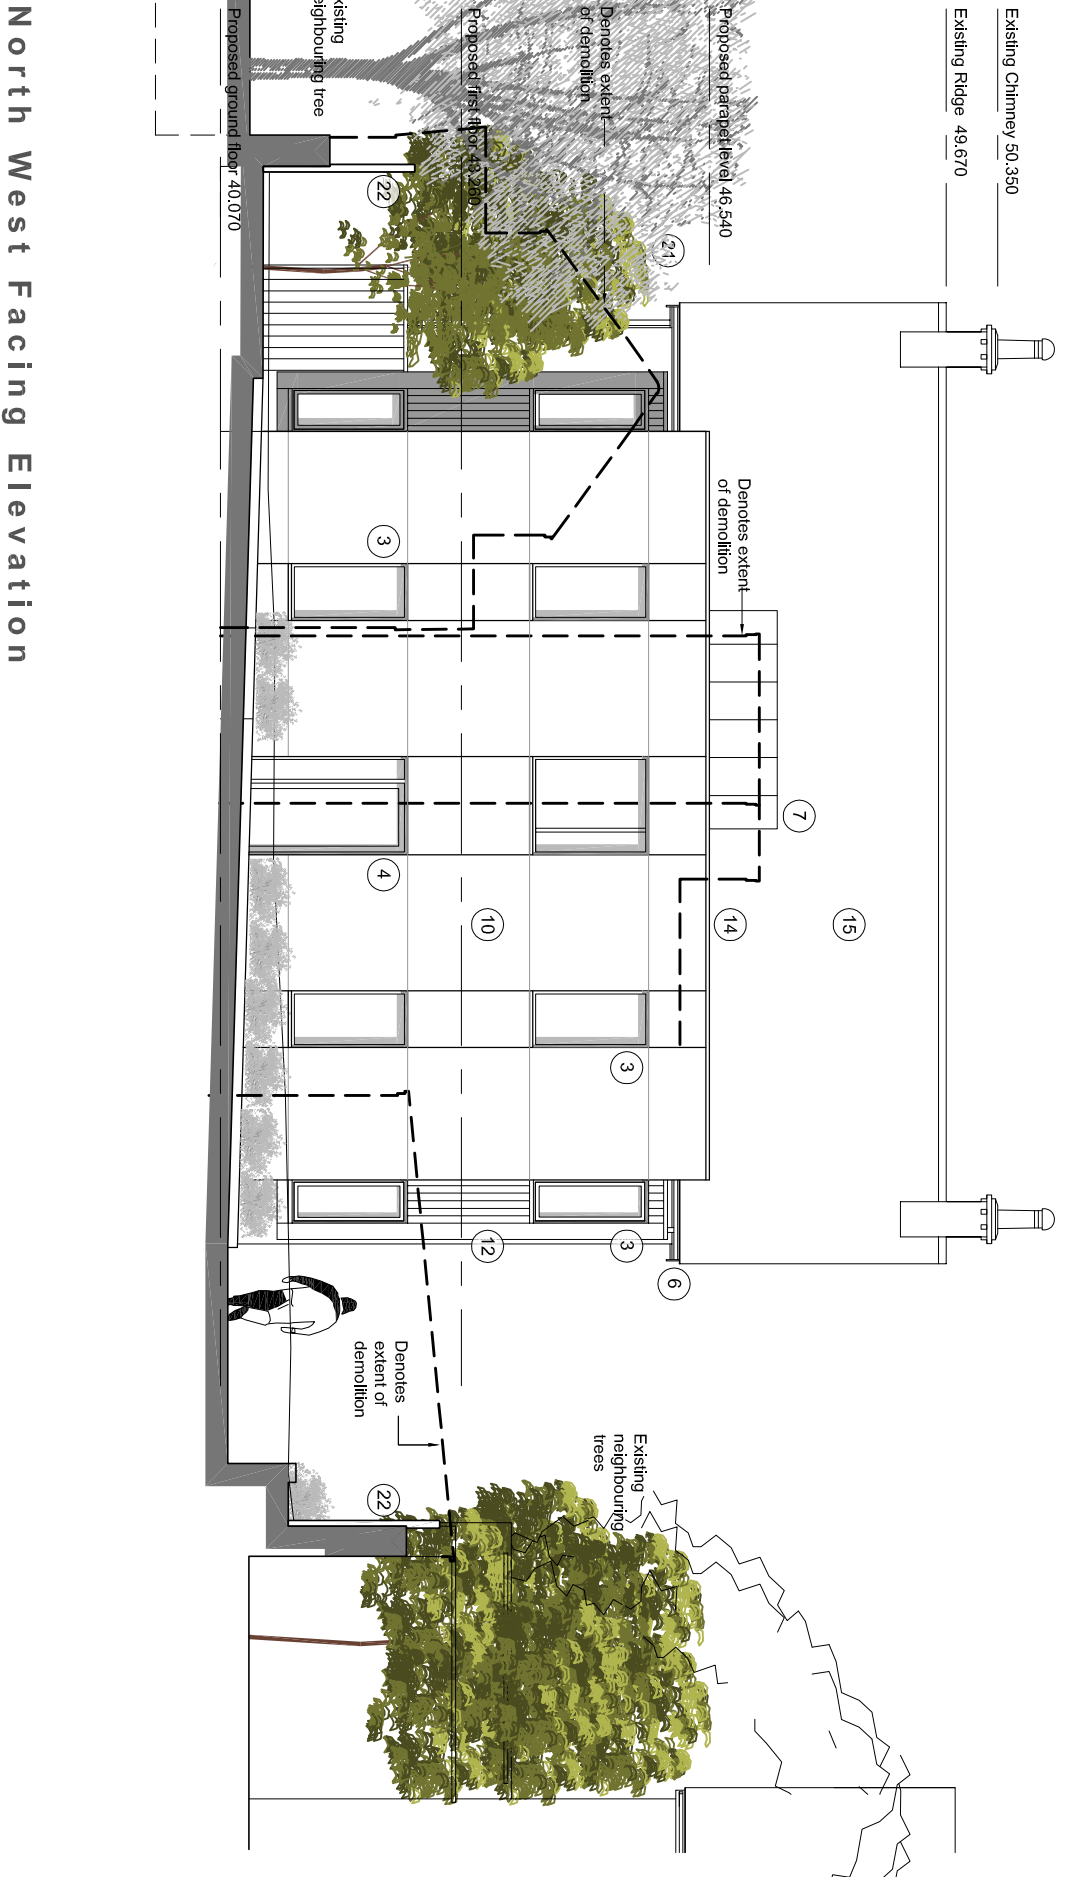 Existing Chimney 50.350
Existing Ridge 49.670
Proposed parapet level 46.540
Denotes extent
of demolition
Proposed first floor 43.260
xisting
eighbouring tree
Proposed ground floor 40.070
21
22
Denotes extent
of demolition
3
7
15
14
10
4
3
3
12
6
Denotes
extent of
demolition
Existing
neighbouring
trees
22
North West Facing Elevation